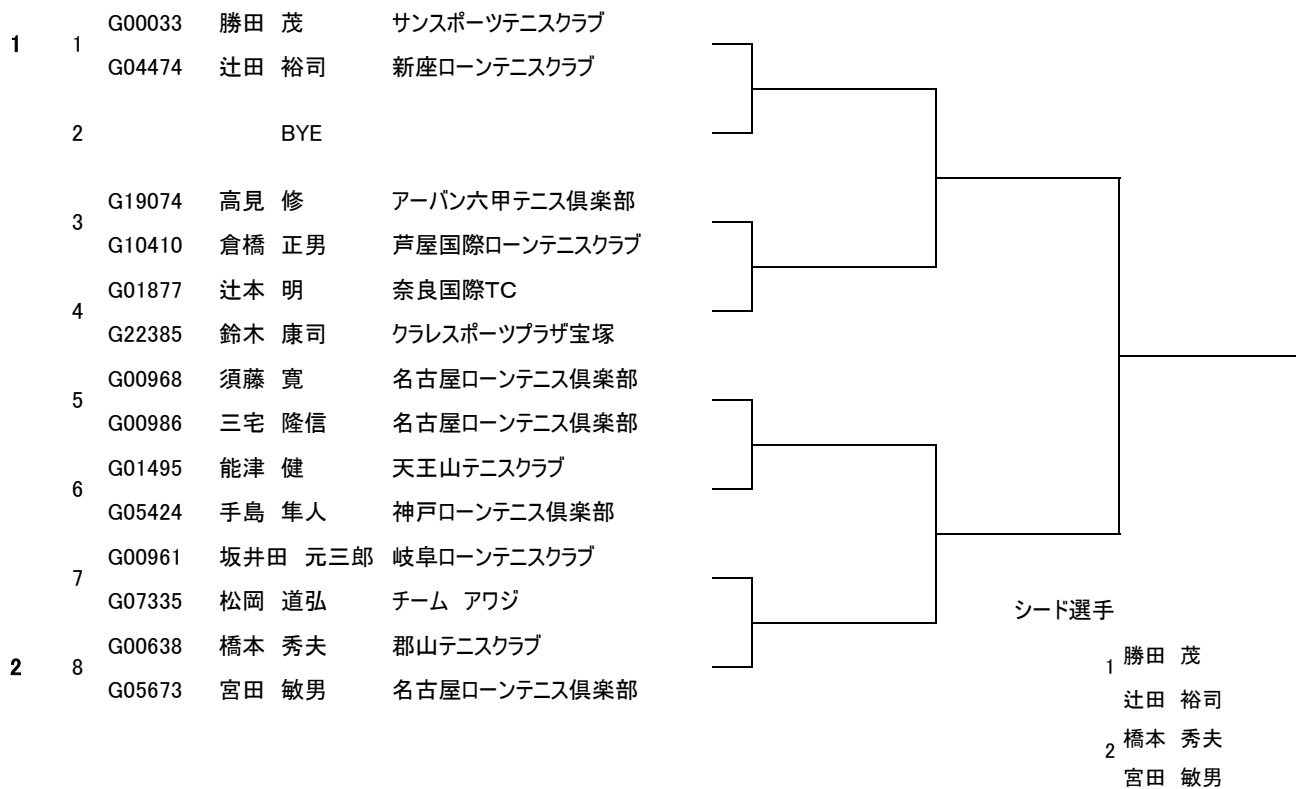 G00033 勝田 茂 サンスポーツテニスクラブ
1 1
G04474 辻田 裕司 新座ローンテニスクラブ
2 BYE
G19074 高見 修 アーバン六甲テニス倶楽部
3
G10410 倉橋 正男 芦屋国際ローンテニスクラブ
G01877 辻本 明 奈良国際TC
4
G22385 鈴木 康司 クラレスポーツプラザ宝塚
G00968 須藤 寛 名古屋ローンテニス倶楽部
5
G00986 三宅 隆信 名古屋ローンテニス倶楽部
G01495 能津 健 天王山テニスクラブ
6
G05424 手島 隼人 神戸ローンテニス倶楽部
G00961 坂井田 元三郎 岐阜ローンテニスクラブ
7
G07335 松岡 道弘 チーム アワジ
G00638 橋本 秀夫 郡山テニスクラブ
2 8
G05673 宮田 敏男 名古屋ローンテニス倶楽部
シード選手
1 勝田 茂
辻田 裕司
2 橋本 秀夫
宮田 敏男